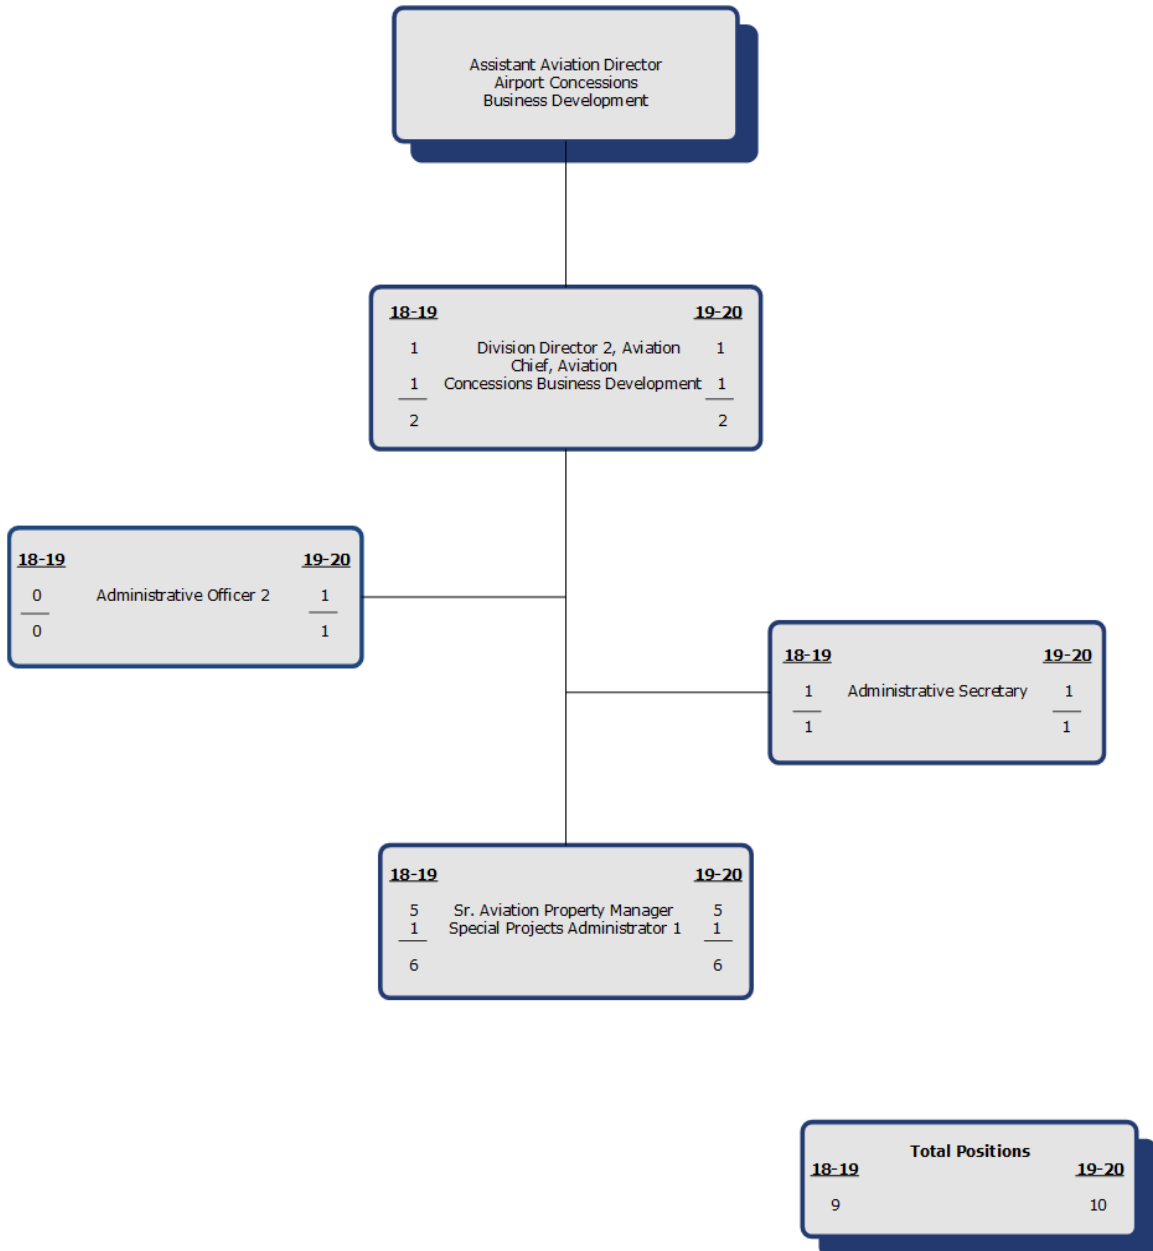 Assistant Aviation Director
Airport Concessions
Business Development
18-19 19-20
1 Division Director 2, Aviation 1
Chief, Aviation
1 Concessions Business Development 1
2 2
18-19 19-20
0 Administrative Officer 2 1
0 1
18-19 19-20
1 Administrative Secretary 1
1 1
18-19 19-20
5 Sr. Aviation Property Manager 5
1 Special Projects Administrator 1 1
6 6
Total Positions
18-19 19-20
9 10